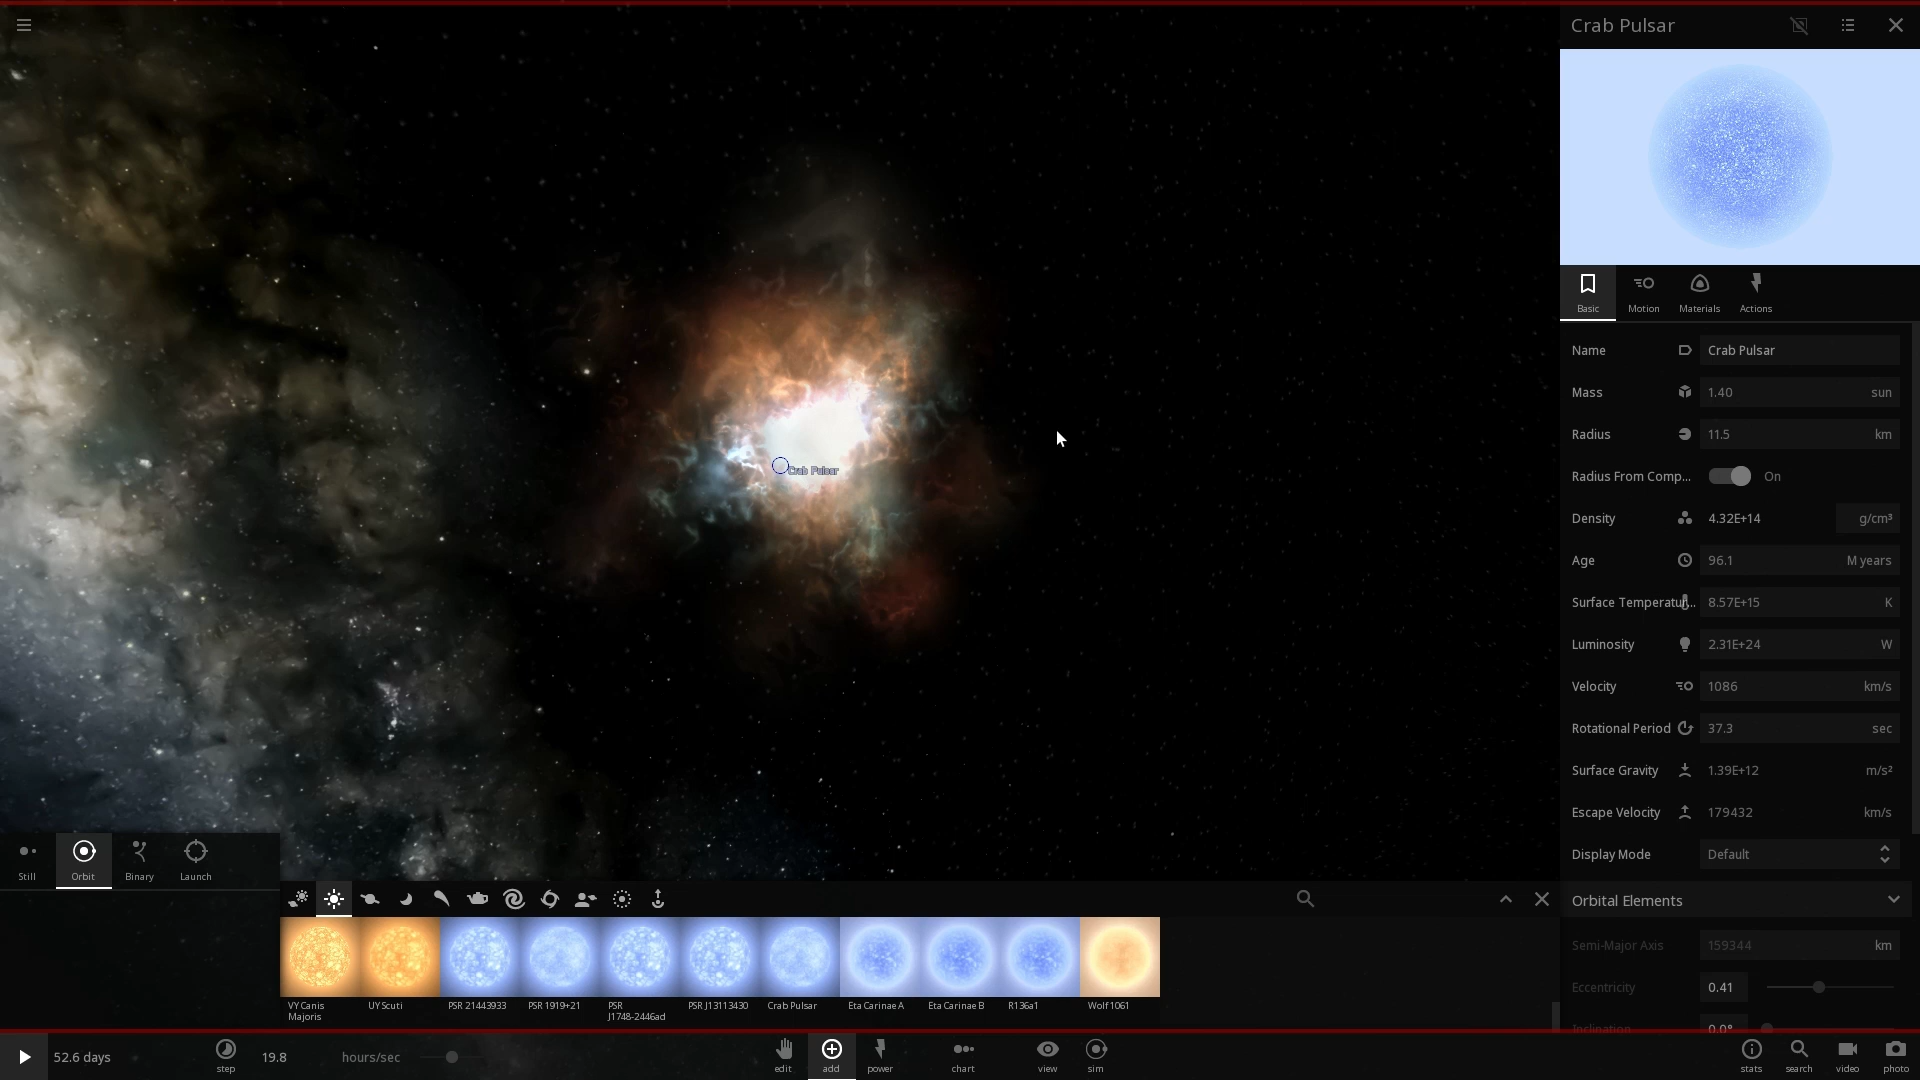 Crab Pulsar
Crab Pulsar
Basic
Motion
Materials
Actions
Name Crab Pulsar
Mass 1.40 sun
Radius 11.5 km
Radius From Comp... On
Density 4.32E+14 g/cm³
Age 96.1 M years
Surface Temperatur... 8.57E+15 K
Luminosity 2.31E+24 W
Velocity 1086 km/s
Rotational Period 37.3 sec
Surface Gravity 1.39E+12 m/s²
Escape Velocity 179432 km/s
Display Mode Default
Orbital Elements
Semi-Major Axis 159344 km
Eccentricity 0.41
Inclination 0.0°
Still
Orbit
Binary
Launch
VY Canis
Majoris
UY Scuti
PSR 21443933
PSR 1919+21
PSR
J1748-2446ad
PSR J13113430
Crab Pulsar
Eta Carinae A
Eta Carinae B
R136a1
Wolf 1061
52.6 days
step
19.8 hours/sec
edit
add
power
chart
view
sim
stats
search
video
photo